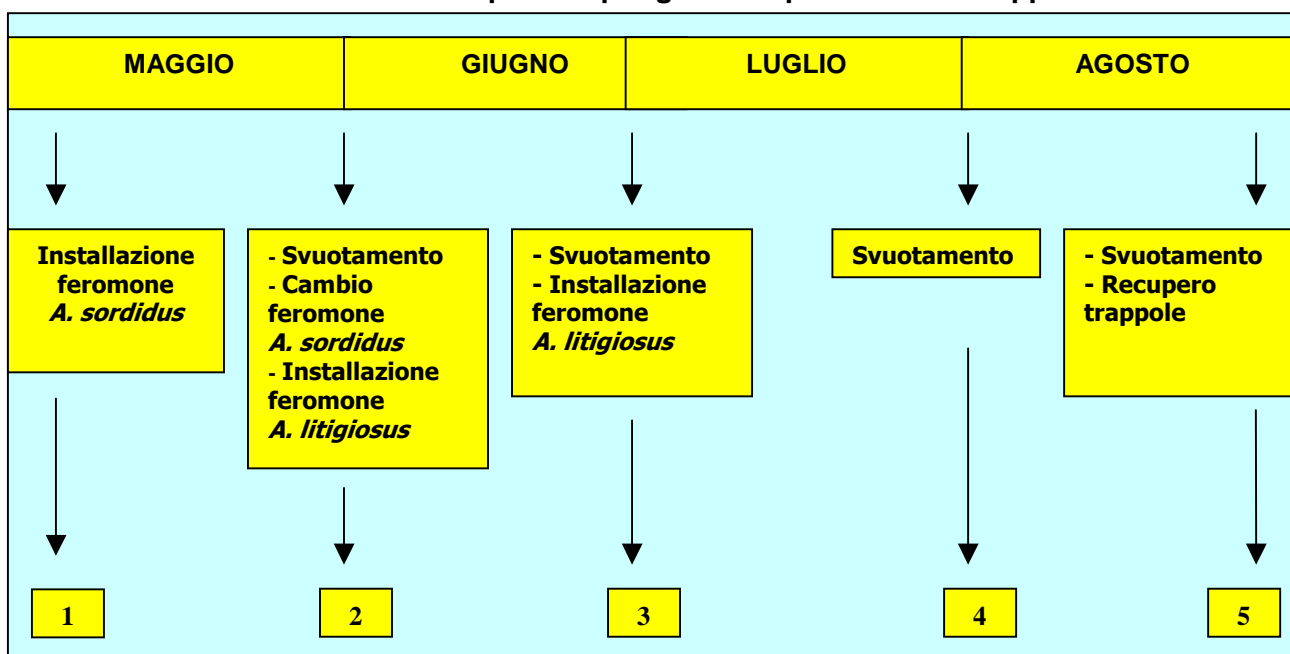 MAGGIO GIUGNO LUGLIO AGOSTO
Installazione
feromone
A. sordidus
- Svuotamento
- Cambio
feromone
A. sordidus
- Installazione
feromone
A. litigiosus
- Svuotamento
- Installazione
feromone
A. litigiosus
Svuotamento
- Svuotamento
- Recupero
trappole
1 2 3 4 5